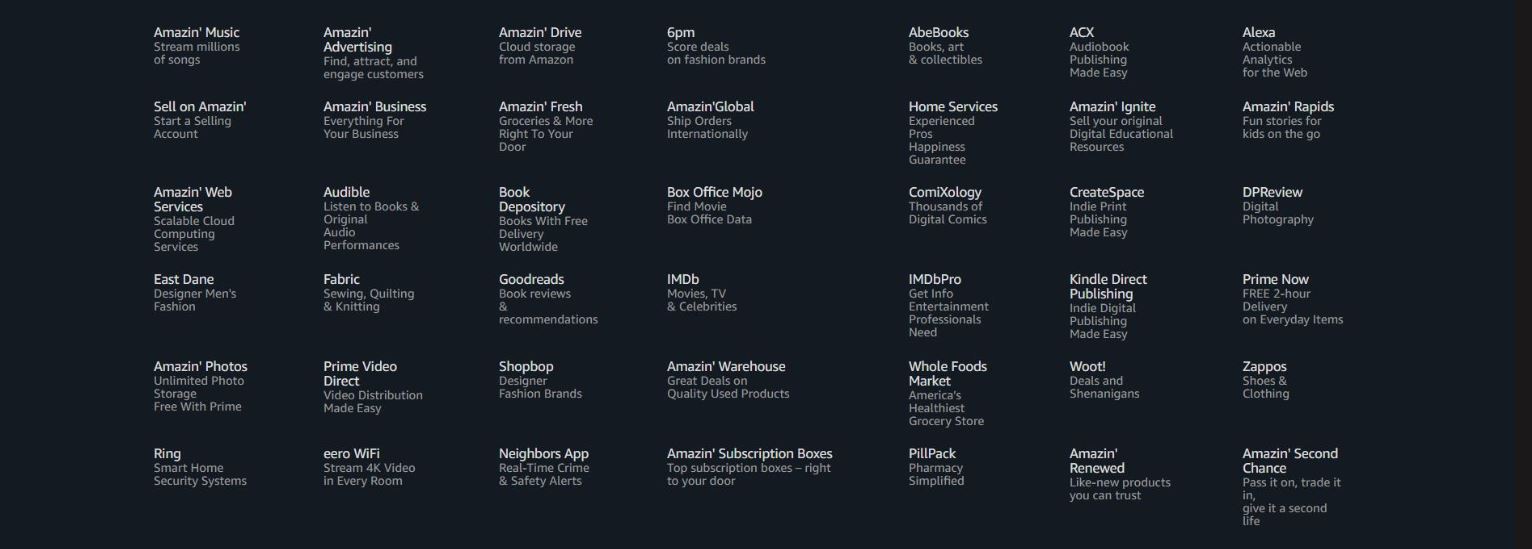 Amazin' Music
Stream millions
of songs
Amazin'
Advertising
Find, attract, and
engage customers
Amazin' Drive
Cloud storage
from Amazon
6pm
Score deals
on fashion brands
AbeBooks
Books, art
& collectibles
ACX
Audiobook
Publishing
Made Easy
Alexa
Actionable
Analytics
for the Web
Sell on Amazin'
Start a Selling
Account
Amazin' Business
Everything For
Your Business
Amazin' Fresh
Groceries & More
Right To Your
Door
Amazin'Global
Ship Orders
Internationally
Home Services
Experienced
Pros
Happiness
Guarantee
Amazin' Ignite
Sell your original
Digital Educational
Resources
Amazin' Rapids
Fun stories for
kids on the go
Amazin' Web
Services
Scalable Cloud
Computing
Services
Audible
Listen to Books &
Original
Audio
Performances
Book
Depository
Books With Free
Delivery
Worldwide
Box Office Mojo
Find Movie
Box Office Data
ComiXology
Thousands of
Digital Comics
CreateSpace
Indie Print
Publishing
Made Easy
DPReview
Digital
Photography
East Dane
Designer Men's
Fashion
Fabric
Sewing, Quilting
& Knitting
Goodreads
Book reviews
&
recommendations
IMDb
Movies, TV
& Celebrities
IMDbPro
Get Info
Entertainment
Professionals
Need
Kindle Direct
Publishing
Indie Digital
Publishing
Made Easy
Prime Now
FREE 2-hour
Delivery
on Everyday Items
Amazin' Photos
Unlimited Photo
Storage
Free With Prime
Prime Video
Direct
Video Distribution
Made Easy
Shopbop
Designer
Fashion Brands
Amazin' Warehouse
Great Deals on
Quality Used Products
Whole Foods
Market
America's
Healthiest
Grocery Store
Woot!
Deals and
Shenanigans
Zappos
Shoes &
Clothing
Ring
Smart Home
Security Systems
eero WiFi
Stream 4K Video
in Every Room
Neighbors App
Real-Time Crime
& Safety Alerts
Amazin' Subscription Boxes
Top subscription boxes – right
to your door
PillPack
Pharmacy
Simplified
Amazin'
Renewed
Like-new products
you can trust
Amazin' Second
Chance
Pass it on, trade it
in,
give it a second
life